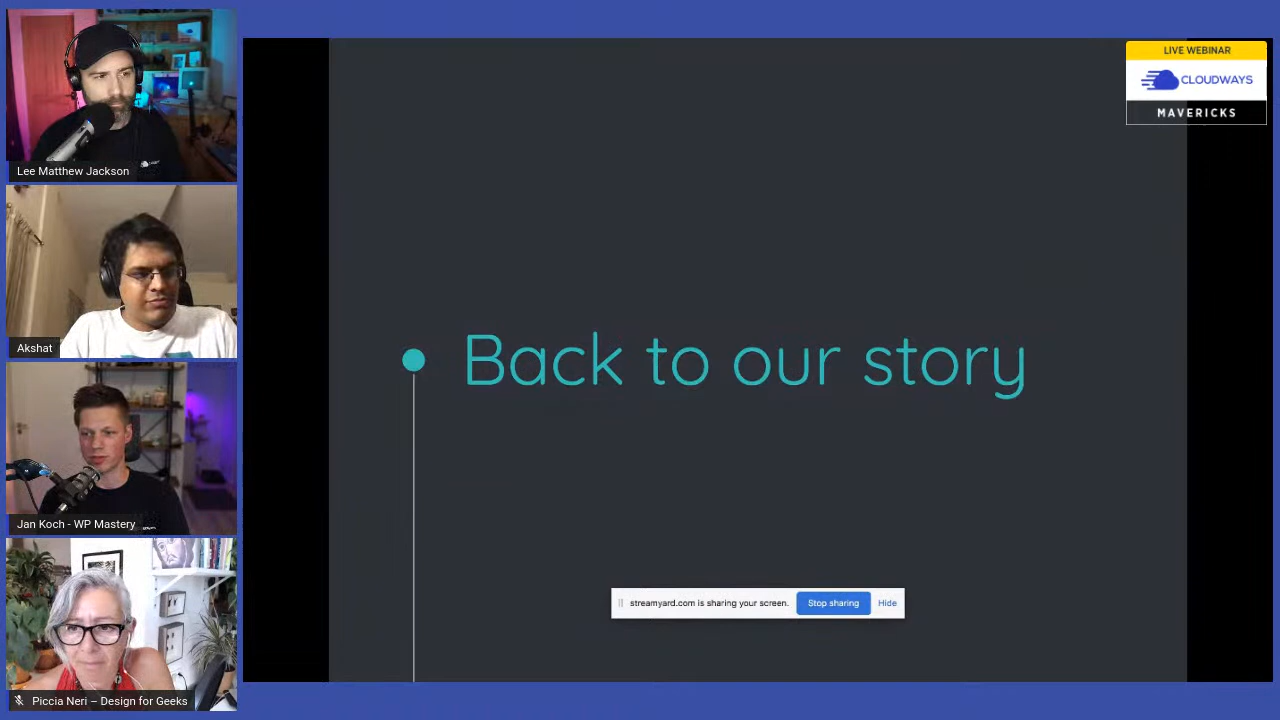 Lee Matthew Jackson
Akshat
Jan Koch - WP Mastery
Piccia Neri – Design for Geeks
LIVE WEBINAR
CLOUDWAYS
MAVERICKS
Back to our story
streamyard.com is sharing your screen.
Stop sharing
Hide